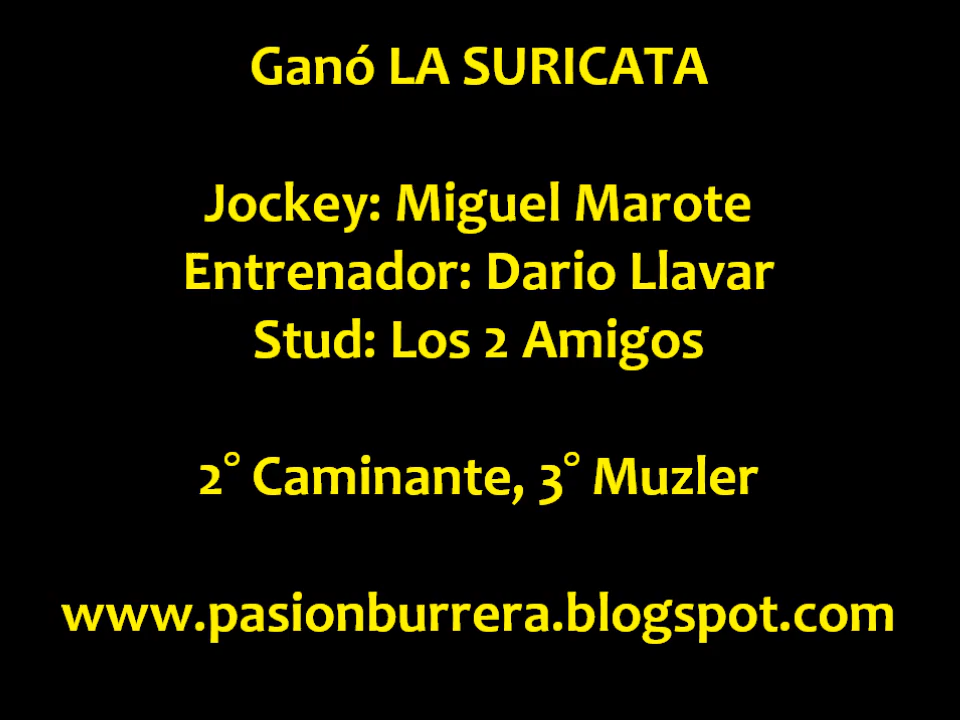 Ganó LA SURICATA
Jockey: Miguel Marote
Entrenador: Dario Llavar
Stud: Los 2 Amigos
2° Caminante, 3° Muzler
www.pasionburrera.blogspot.com